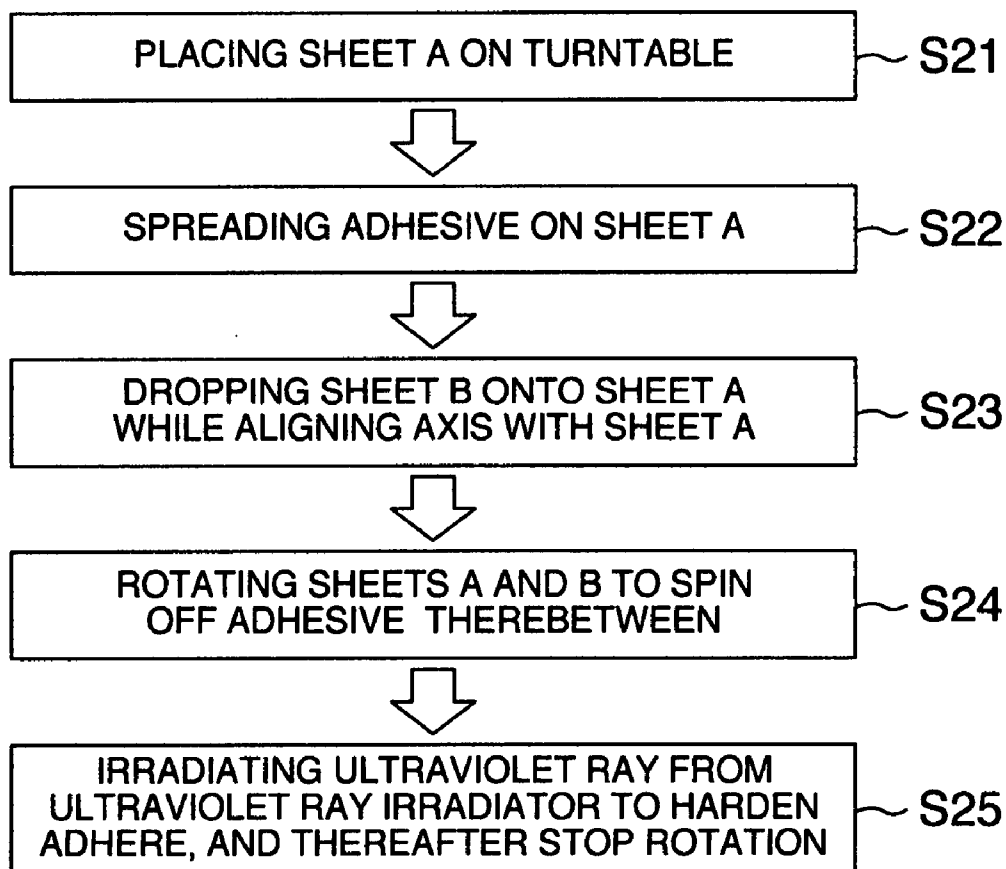 PLACING SHEET A ON TURNTABLE
S21
SPREADING ADHESIVE ON SHEET A
S22
DROPPING SHEET B ONTO SHEET A
WHILE ALIGNING AXIS WITH SHEET A
S23
ROTATING SHEETS A AND B TO SPIN
OFF ADHESIVE THEREBETWEEN
S24
IRRADIATING ULTRAVIOLET RAY FROM
ULTRAVIOLET RAY IRRADIATOR TO HARDEN
ADHERE, AND THEREAFTER STOP ROTATION
S25